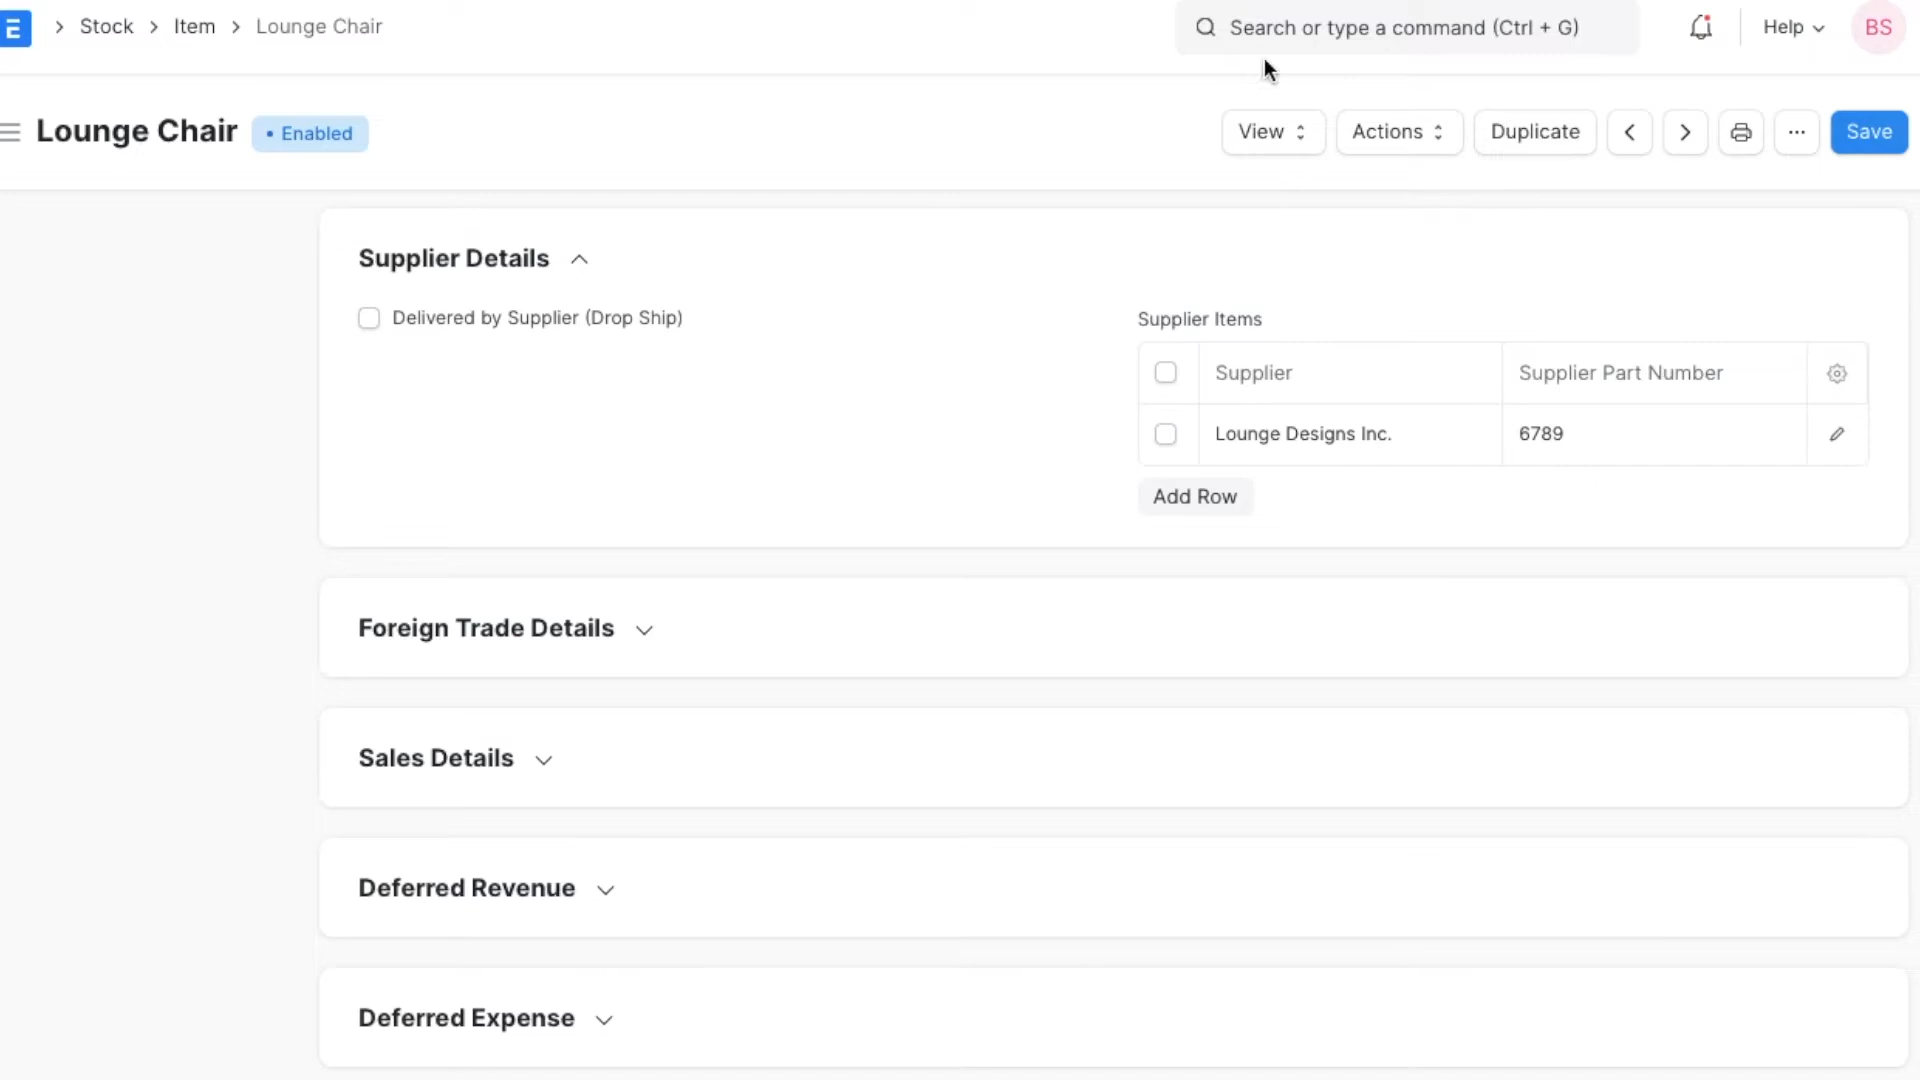 E Stock Item Lounge Chair Search or type a command (Ctrl + G) Help BS
Lounge Chair • Enabled View Actions Duplicate ··· Save
Supplier Details
Delivered by Supplier (Drop Ship)
Supplier Items
Supplier Supplier Part Number
Lounge Designs Inc. 6789
Add Row
Foreign Trade Details
Sales Details
Deferred Revenue
Deferred Expense